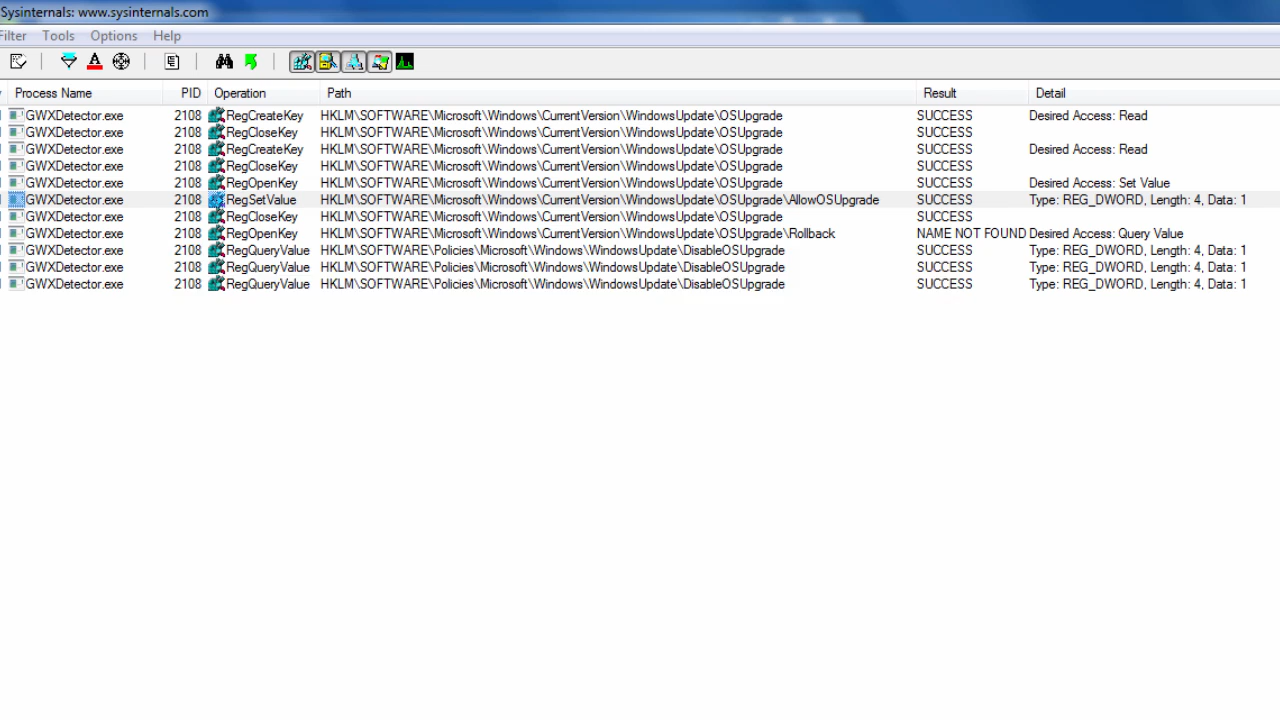 Sysinternals: www.sysinternals.com
Filter Tools Options Help
Process Name PID Operation Path Result Detail
GWXDetector.exe 2108 RegCreateKey HKLM\SOFTWARE\Microsoft\Windows\CurrentVersion\WindowsUpdate\OSUpgrade SUCCESS Desired Access: Read
GWXDetector.exe 2108 RegCloseKey HKLM\SOFTWARE\Microsoft\Windows\CurrentVersion\WindowsUpdate\OSUpgrade SUCCESS
GWXDetector.exe 2108 RegCreateKey HKLM\SOFTWARE\Microsoft\Windows\CurrentVersion\WindowsUpdate\OSUpgrade SUCCESS Desired Access: Read
GWXDetector.exe 2108 RegCloseKey HKLM\SOFTWARE\Microsoft\Windows\CurrentVersion\WindowsUpdate\OSUpgrade SUCCESS
GWXDetector.exe 2108 RegOpenKey HKLM\SOFTWARE\Microsoft\Windows\CurrentVersion\WindowsUpdate\OSUpgrade SUCCESS Desired Access: Set Value
GWXDetector.exe 2108 RegSetValue HKLM\SOFTWARE\Microsoft\Windows\CurrentVersion\WindowsUpdate\OSUpgrade\AllowOSUpgrade SUCCESS Type: REG_DWORD, Length: 4, Data: 1
GWXDetector.exe 2108 RegCloseKey HKLM\SOFTWARE\Microsoft\Windows\CurrentVersion\WindowsUpdate\OSUpgrade SUCCESS
GWXDetector.exe 2108 RegOpenKey HKLM\SOFTWARE\Microsoft\Windows\CurrentVersion\WindowsUpdate\OSUpgrade\Rollback NAME NOT FOUND Desired Access: Query Value
GWXDetector.exe 2108 RegQueryValue HKLM\SOFTWARE\Policies\Microsoft\Windows\WindowsUpdate\DisableOSUpgrade SUCCESS Type: REG_DWORD, Length: 4, Data: 1
GWXDetector.exe 2108 RegQueryValue HKLM\SOFTWARE\Policies\Microsoft\Windows\WindowsUpdate\DisableOSUpgrade SUCCESS Type: REG_DWORD, Length: 4, Data: 1
GWXDetector.exe 2108 RegQueryValue HKLM\SOFTWARE\Policies\Microsoft\Windows\WindowsUpdate\DisableOSUpgrade SUCCESS Type: REG_DWORD, Length: 4, Data: 1